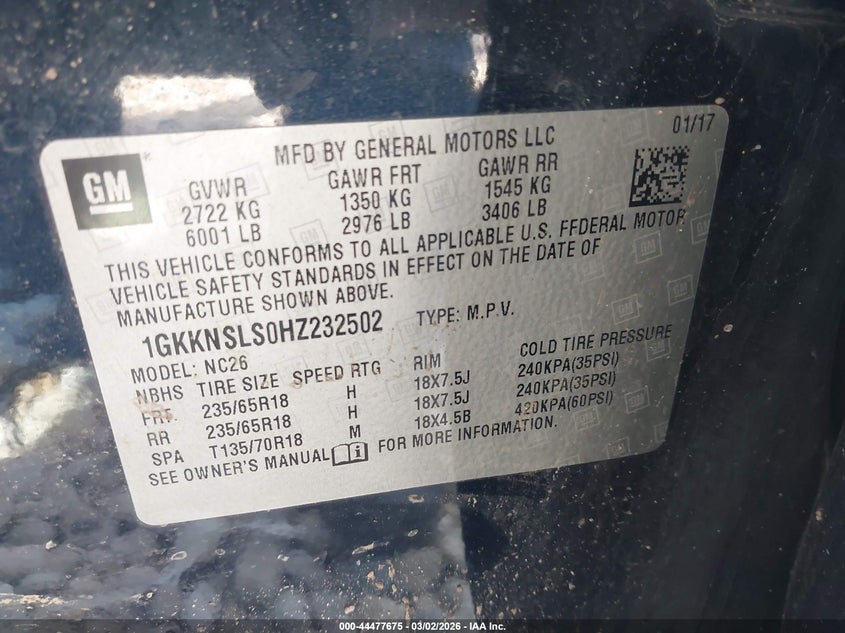 GM
MFD BY GENERAL MOTORS LLC
01/17
GVWR GAWR FRT GAWR RR
2722 KG 1350 KG 1545 KG
6001 LB 2976 LB 3406 LB
THIS VEHICLE CONFORMS TO ALL APPLICABLE U.S. FEDERAL MOTOR
VEHICLE SAFETY STANDARDS IN EFFECT ON THE DATE OF
MANUFACTURE SHOWN ABOVE.
1GKKNSLS0HZ232502 TYPE: M.P.V.
MODEL: NC26
NBHS TIRE SIZE SPEED RTG RIM COLD TIRE PRESSURE
FRT 235/65R18 H 18X7.5J 240KPA(35PSI)
RR 235/65R18 H 18X7.5J 240KPA(35PSI)
SPA T135/70R18 M 18X4.5B 420KPA(60PSI)
SEE OWNER'S MANUAL i FOR MORE INFORMATION.
000-44477675 - 03/02/2026 - IAA Inc.